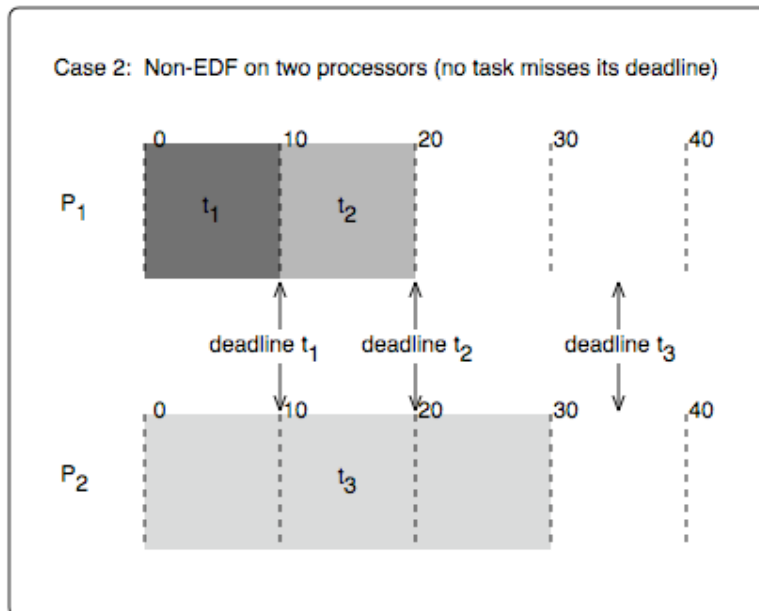 Case 2: Non-EDF on two processors (no task misses its deadline)
0 10 20 30 40
P₁ t₁ t₂
deadline t₁ deadline t₂ deadline t₃
0 10 20 30 40
P₂ t₃